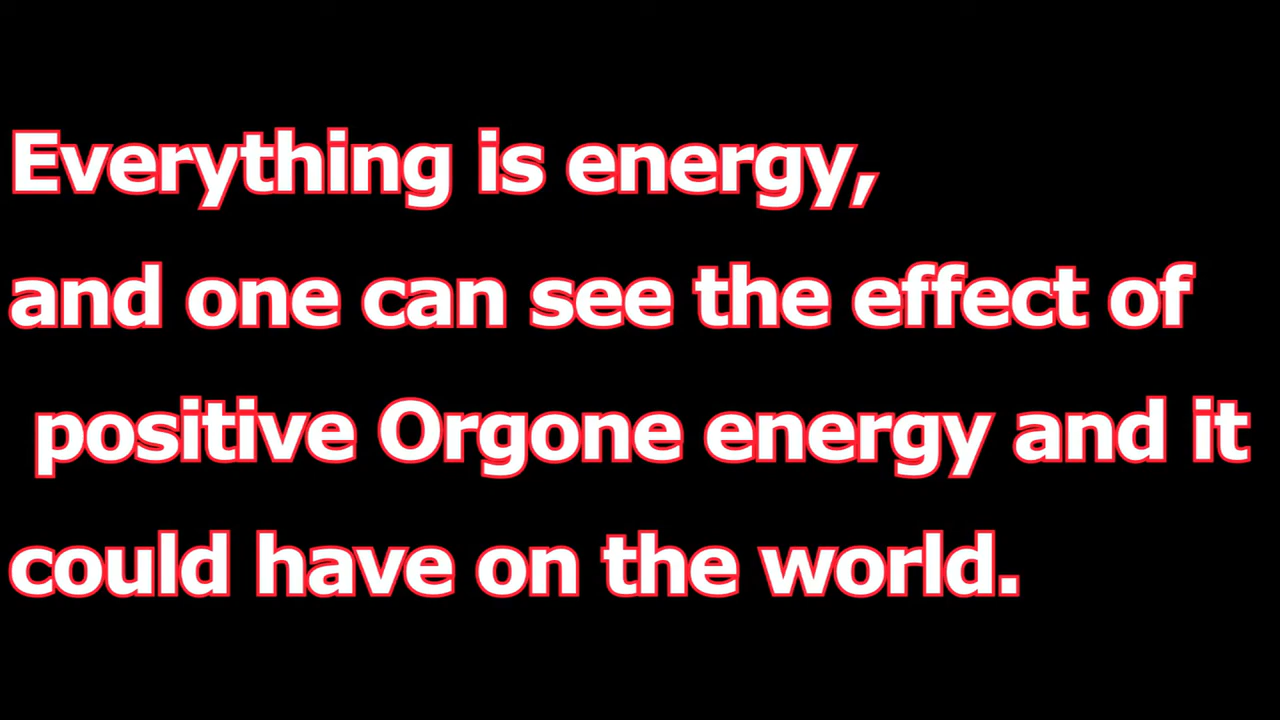 Everything is energy,
and one can see the effect of
positive Orgone energy and it
could have on the world.